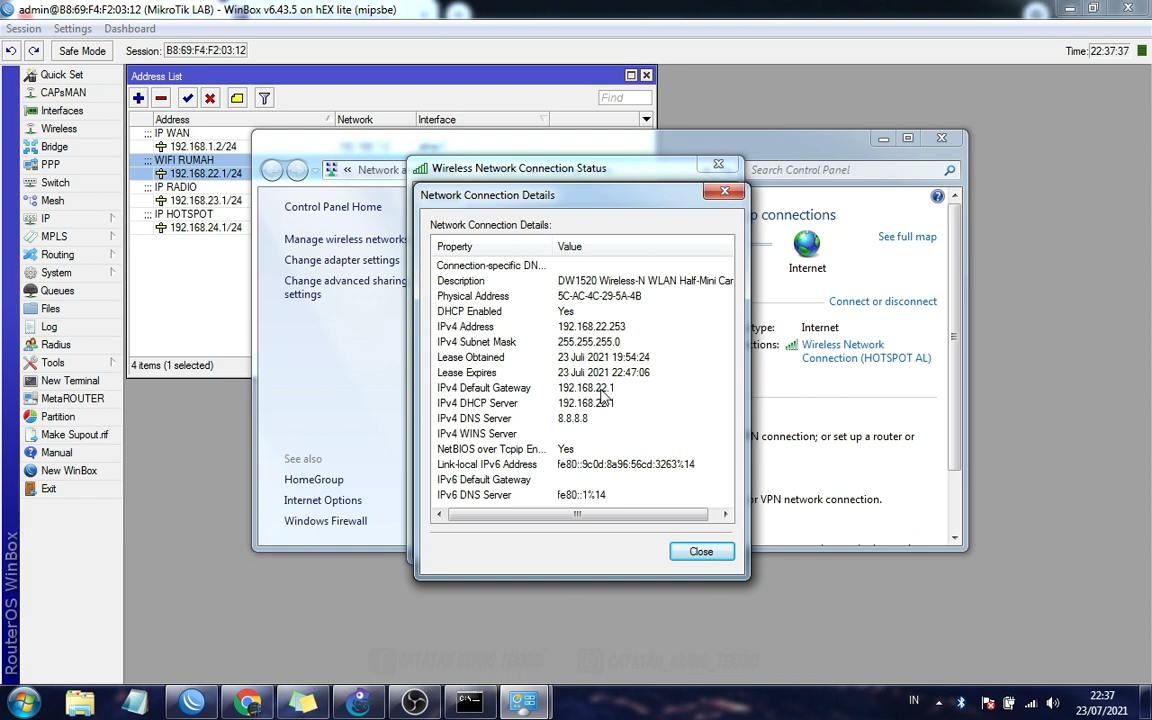 admin@B8:69:F4:F2:03:12 (MikroTik LAB) - WinBox v6.43.5 on hEX lite (mipsbe)
Session Settings Dashboard
Safe Mode Session: B8:69:F4:F2:03:12 Time: 22:37:37
Quick Set
CAPsMAN
Interfaces
Wireless
Bridge
PPP
Switch
Mesh
IP
MPLS
Routing
System
Queues
Files
Log
Radius
Tools
New Terminal
MetaROUTER
Partition
Make Supout.rif
Manual
New WinBox
Exit
RouterOS WinBox
Address List
Find
Address Network Interface
::: IP WAN
192.168.1.2/24
::: WIFI RUMAH
192.168.22.1/24
::: IP RADIO
192.168.23.1/24
::: IP HOTSPOT
192.168.24.1/24
4 items (1 selected)
« Network a
Search Control Panel
Control Panel Home
Manage wireless networks
Change adapter settings
Change advanced sharing
settings
See also
HomeGroup
Internet Options
Windows Firewall
p connections
See full map
Internet
Connect or disconnect
type: Internet
tions: Wireless Network
Connection (HOTSPOT AL)
N connection; or set up a router or
or VPN network connection.
Wireless Network Connection Status
Network Connection Details
Network Connection Details:
Property Value
Connection-specific DN...
Description DW1520 Wireless-N WLAN Half-Mini Car
Physical Address 5C-AC-4C-29-5A-4B
DHCP Enabled Yes
IPv4 Address 192.168.22.253
IPv4 Subnet Mask 255.255.255.0
Lease Obtained 23 Juli 2021 19:54:24
Lease Expires 23 Juli 2021 22:47:06
IPv4 Default Gateway 192.168.22.1
IPv4 DHCP Server 192.168.22.1
IPv4 DNS Server 8.8.8.8
IPv4 WINS Server
NetBIOS over Tcpip En... Yes
Link-local IPv6 Address fe80::9c0d:8a96:56cd:3263%14
IPv6 Default Gateway
IPv6 DNS Server fe80::1%14
Close
IN
22:37
23/07/2021